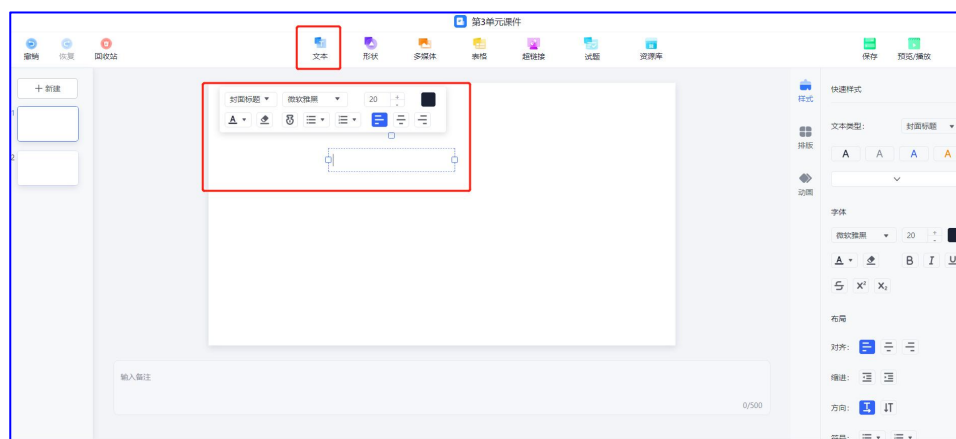 第3单元课件
撤销 恢复 回收站 文本 形状 多媒体 表格 超链接 试题 资源库 保存 预览/播放
+ 新建
1
2
封面标题 微软雅黑 20
A
输入备注
0/500
样式
排版
动画
快速样式
文本类型: 封面标题
A A A A
字体
微软雅黑 20
A B I U
S X² X₂
布局
对齐:
缩进:
方向: